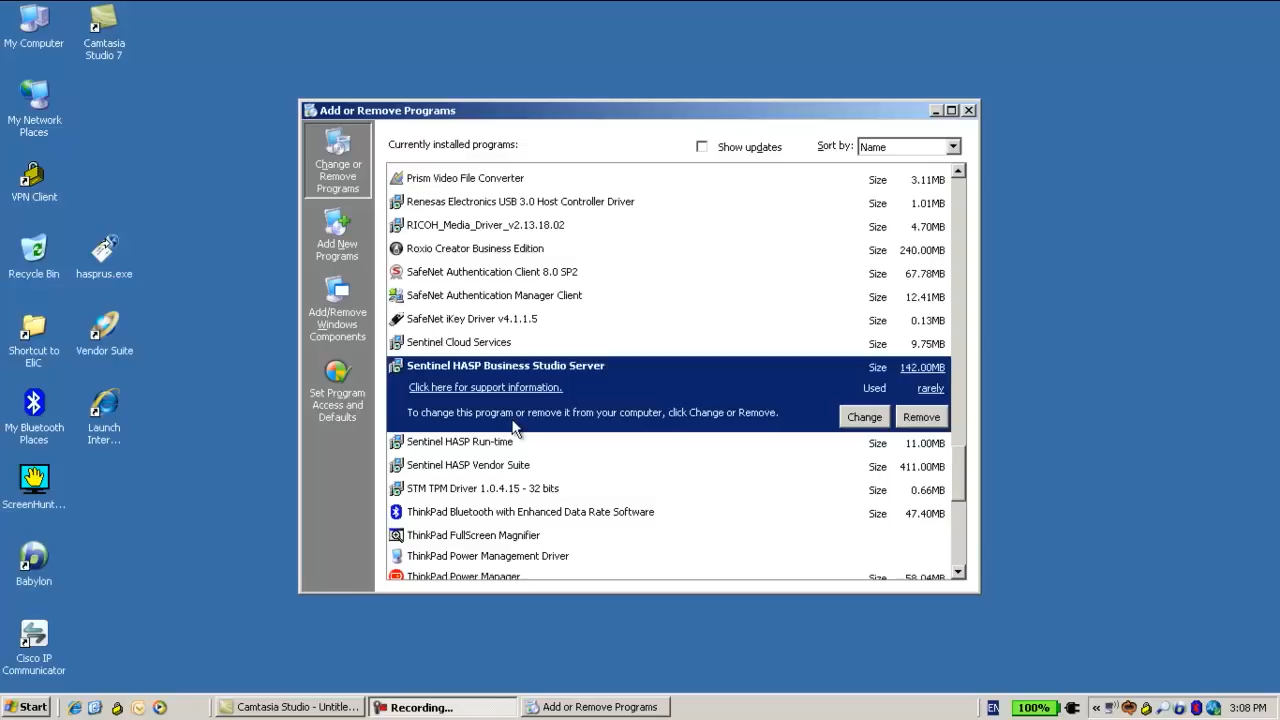 My Computer
Camtasia
Studio 7
My Network
Places
VPN Client
Recycle Bin
hasprus.exe
Shortcut to
EliC
Vendor Suite
My Bluetooth
Places
Launch
Inter...
ScreenHunt...
Babylon
Cisco IP
Communicator
Add or Remove Programs
Change or
Remove
Programs
Add New
Programs
Add/Remove
Windows
Components
Set Program
Access and
Defaults
Currently installed programs:
Show updates
Sort by:
Name
Prism Video File Converter Size 3.11MB
Renesas Electronics USB 3.0 Host Controller Driver Size 1.01MB
RICOH_Media_Driver_v2.13.18.02 Size 4.70MB
Roxio Creator Business Edition Size 240.00MB
SafeNet Authentication Client 8.0 SP2 Size 67.78MB
SafeNet Authentication Manager Client Size 12.41MB
SafeNet iKey Driver v4.1.1.5 Size 0.13MB
Sentinel Cloud Services Size 9.75MB
Sentinel HASP Business Studio Server Size 142.00MB
Click here for support information. Used rarely
To change this program or remove it from your computer, click Change or Remove. Change Remove
Sentinel HASP Run-time Size 11.00MB
Sentinel HASP Vendor Suite Size 411.00MB
STM TPM Driver 1.0.4.15 - 32 bits Size 0.66MB
ThinkPad Bluetooth with Enhanced Data Rate Software Size 47.40MB
ThinkPad FullScreen Magnifier
ThinkPad Power Management Driver
ThinkPad Power Manager Size 58.04MB
Start
Camtasia Studio - Untitle...
Recording...
Add or Remove Programs
EN
100%
3:08 PM